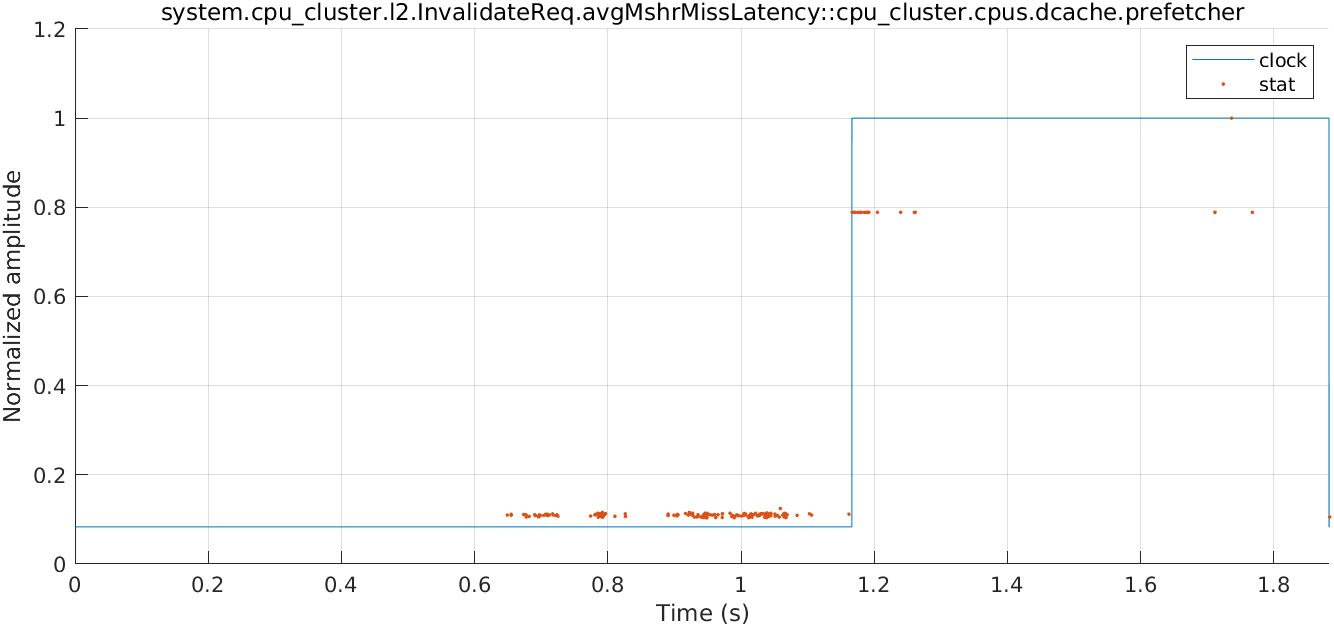 system.cpu_cluster.l2.InvalidateReq.avgMshrMissLatency::cpu_cluster.cpus.dcache.prefetcher
1.2
1
0.8
0.6
0.4
0.2
0
Normalized amplitude
clock
stat
0 0.2 0.4 0.6 0.8 1 1.2 1.4 1.6 1.8
Time (s)